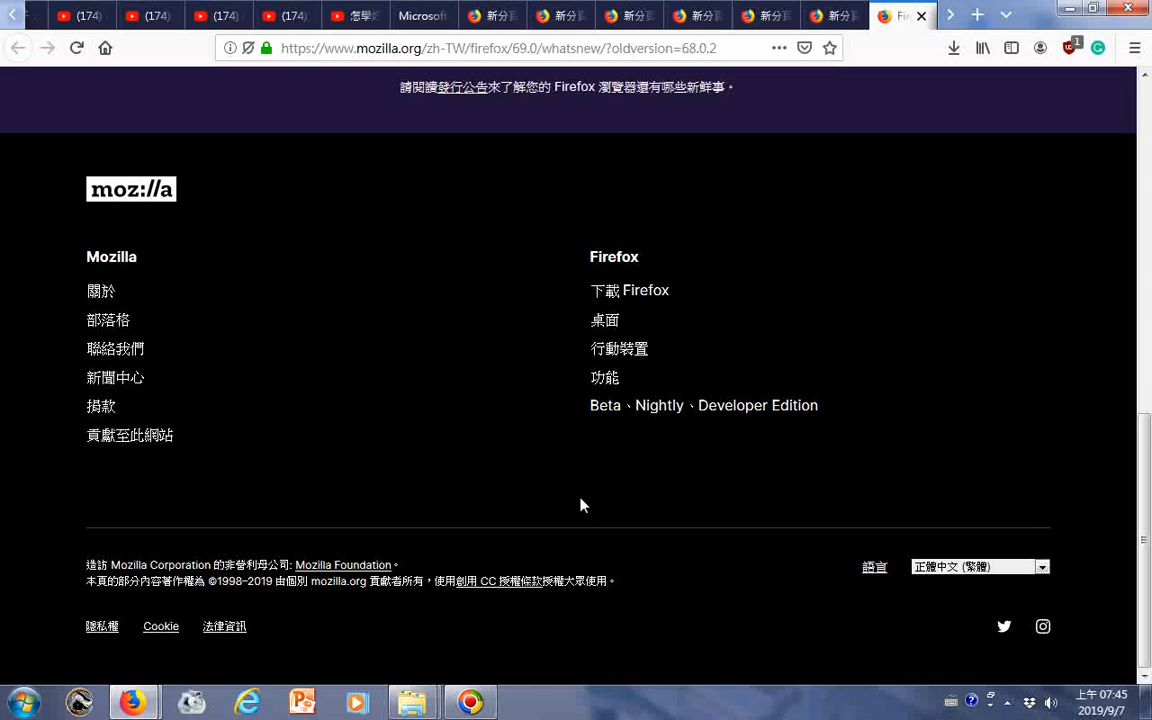 (174)
(174)
(174)
(174)
Microsoft
新分頁
新分頁
新分頁
新分頁
新分頁
新分頁
https://www.mozilla.org/zh-TW/firefox/69.0/whatsnew/?oldversion=68.0.2
1
請閱讀發行公告來了解您的 Firefox 瀏覽器還有哪些新鮮事。
moz://a
Mozilla
關於
部落格
聯絡我們
新聞中心
捐款
貢獻至此網站
Firefox
下載 Firefox
桌面
行動裝置
功能
Beta、Nightly、Developer Edition
造訪 Mozilla Corporation 的非營利母公司: Mozilla Foundation。
本頁的部分內容著作權為 ©1998–2019 由個別 mozilla.org 貢獻者所有，使用創用 CC 授權條款授權大眾使用。
語言
正體中文 (繁體)
隱私權 Cookie 法律資訊
上午 07:45
2019/9/7